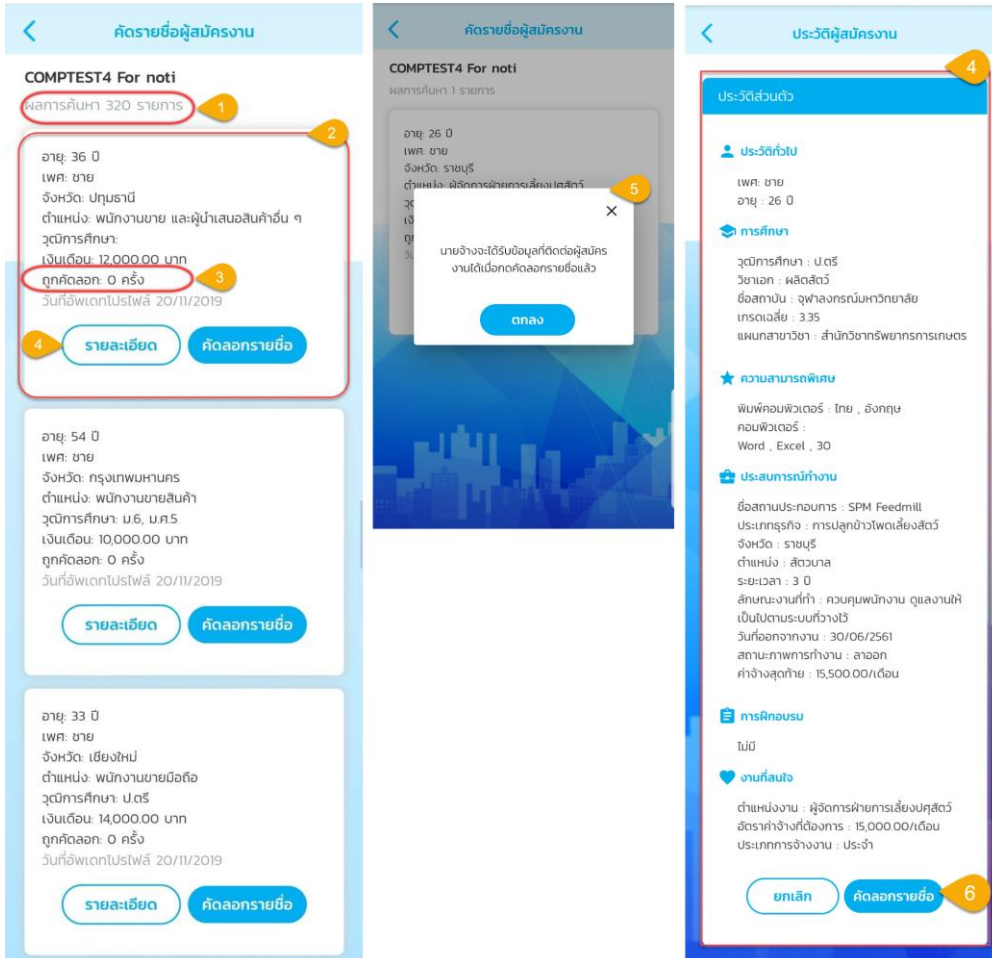 คัดรายชื่อผู้สมัครงาน
COMPTEST4 For noti
ผลการค้นหา 320 รายการ
1
2
อายุ: 36 ปี
เพศ: ชาย
จังหวัด: ปทุมธานี
ตำแหน่ง: พนักงานขาย และผู้นำเสนอสินค้าอื่น ๆ
วุฒิการศึกษา:
เงินเดือน: 12,000.00 บาท
ถูกคัดลอก: 0 ครั้ง
3
วันที่อัพเดทโปรไฟล์ 20/11/2019
4
รายละเอียด
คัดลอกรายชื่อ
อายุ: 54 ปี
เพศ: ชาย
จังหวัด: กรุงเทพมหานคร
ตำแหน่ง: พนักงานขายสินค้า
วุฒิการศึกษา: ม.6, ม.ศ.5
เงินเดือน: 10,000.00 บาท
ถูกคัดลอก: 0 ครั้ง
วันที่อัพเดทโปรไฟล์ 20/11/2019
รายละเอียด
คัดลอกรายชื่อ
อายุ: 33 ปี
เพศ: ชาย
จังหวัด: เชียงใหม่
ตำแหน่ง: พนักงานขายมือถือ
วุฒิการศึกษา: ป.ตรี
เงินเดือน: 14,000.00 บาท
ถูกคัดลอก: 0 ครั้ง
วันที่อัพเดทโปรไฟล์ 20/11/2019
รายละเอียด
คัดลอกรายชื่อ
คัดรายชื่อผู้สมัครงาน
COMPTEST4 For noti
ผลการค้นหา 1 รายการ
อายุ: 26 ปี
เพศ: ชาย
จังหวัด: ราชบุรี
ตำแหน่ง: ผู้จัดการฝ่ายการเลี้ยงปศุสัตว์
5
นายจ้างจะได้รับข้อมูลที่ติดต่อผู้สมัคร
งานได้เมื่อกดคัดลอกรายชื่อแล้ว
ตกลง
ประวัติผู้สมัครงาน
4
ประวัติส่วนตัว
ประวัติทั่วไป
เพศ: ชาย
อายุ : 26 ปี
การศึกษา
วุฒิการศึกษา : ป.ตรี
วิชาเอก : ผลิตสัตว์
ชื่อสถาบัน : จุฬาลงกรณ์มหาวิทยาลัย
เกรดเฉลี่ย : 3.35
แผนกสาขาวิชา : สำนักวิชาทรัพยากรการเกษตร
ความสามารถพิเศษ
พิมพ์คอมพิวเตอร์ : ไทย , อังกฤษ
คอมพิวเตอร์ :
Word , Excel , 30
ประสบการณ์ทำงาน
ชื่อสถานประกอบการ : SPM Feedmill
ประเภทธุรกิจ : การปลูกข้าวโพดเลี้ยงสัตว์
จังหวัด : ราชบุรี
ตำแหน่ง : สัตวบาล
ระยะเวลา : 3 ปี
ลักษณะงานที่ทำ : ควบคุมพนักงาน ดูแลงานให้
เป็นไปตามระบบที่วางไว้
วันที่ออกจากงาน : 30/06/2561
สถานะภาพการทำงาน : ลาออก
ค่าจ้างสุดท้าย : 15,500.00/เดือน
การฝึกอบรม
ไม่มี
งานที่สนใจ
ตำแหน่งงาน : ผู้จัดการฝ่ายการเลี้ยงปศุสัตว์
อัตราค่าจ้างที่ต้องการ : 15,000.00/เดือน
ประเภทการจ้างงาน : ประจำ
ยกเลิก
คัดลอกรายชื่อ
6